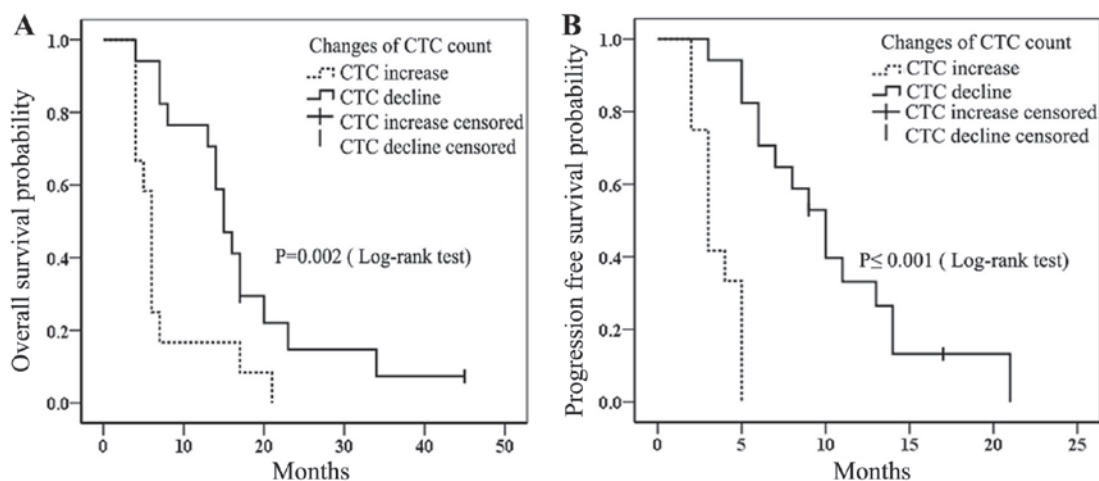 A
Overall survival probability
1.0
0.8
0.6
0.4
0.2
0.0
Changes of CTC count
CTC increase
CTC decline
CTC increase censored
CTC decline censored
P=0.002 ( Log-rank test)
0 10 20 30 40 50
Months
B
Progression free survival probability
1.0
0.8
0.6
0.4
0.2
0.0
Changes of CTC count
CTC increase
CTC decline
CTC increase censored
CTC decline censored
P≤ 0.001 ( Log-rank test)
0 5 10 15 20 25
Months